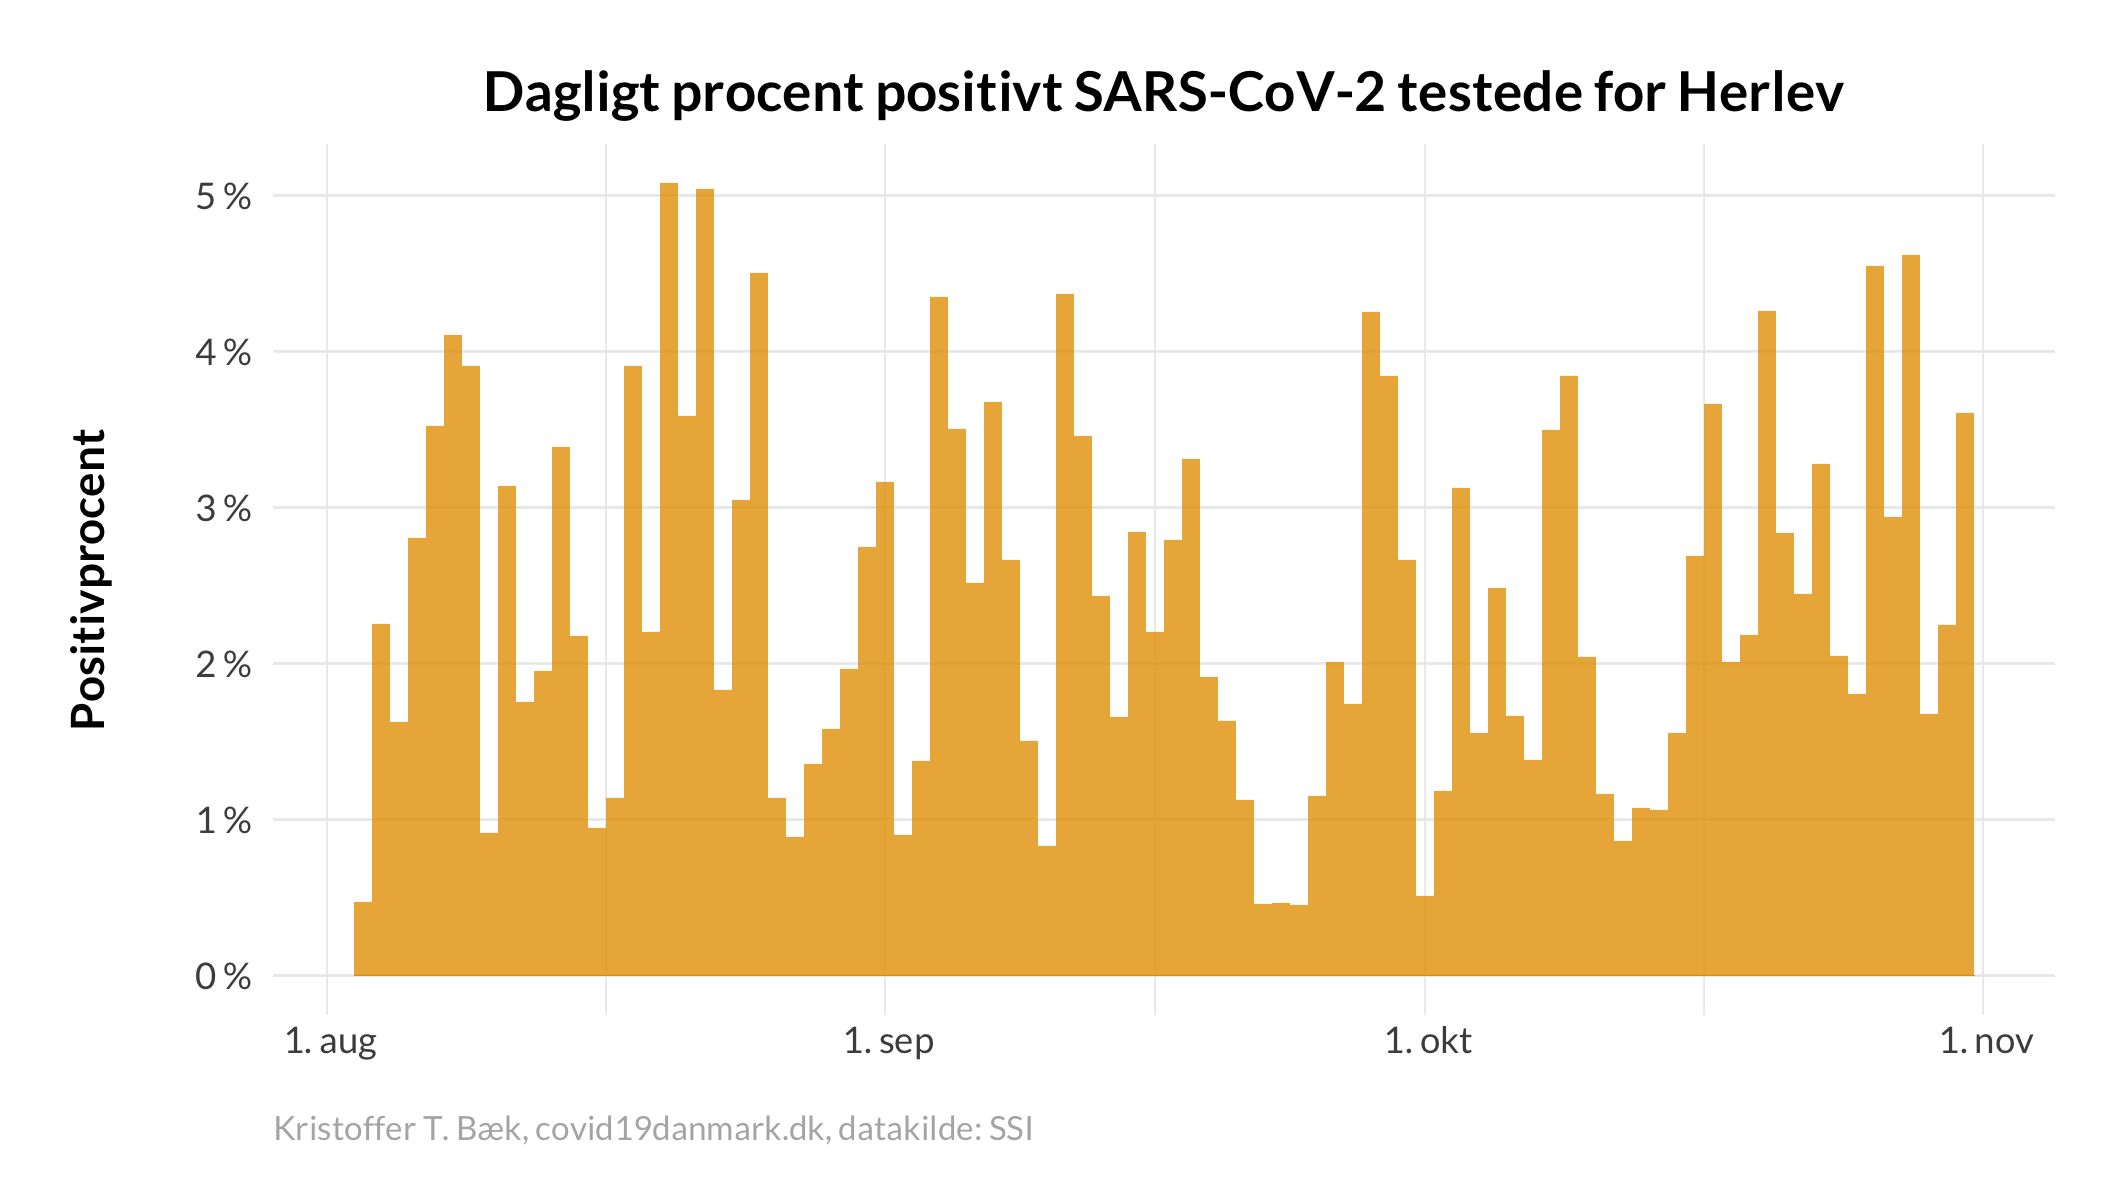 Dagligt procent positivt SARS-CoV-2 testede for Herlev
Positivprocent
5 %
4 %
3 %
2 %
1 %
0 %
1. aug
1. sep
1. okt
1. nov
Kristoffer T. Bæk, covid19danmark.dk, datakilde: SSI